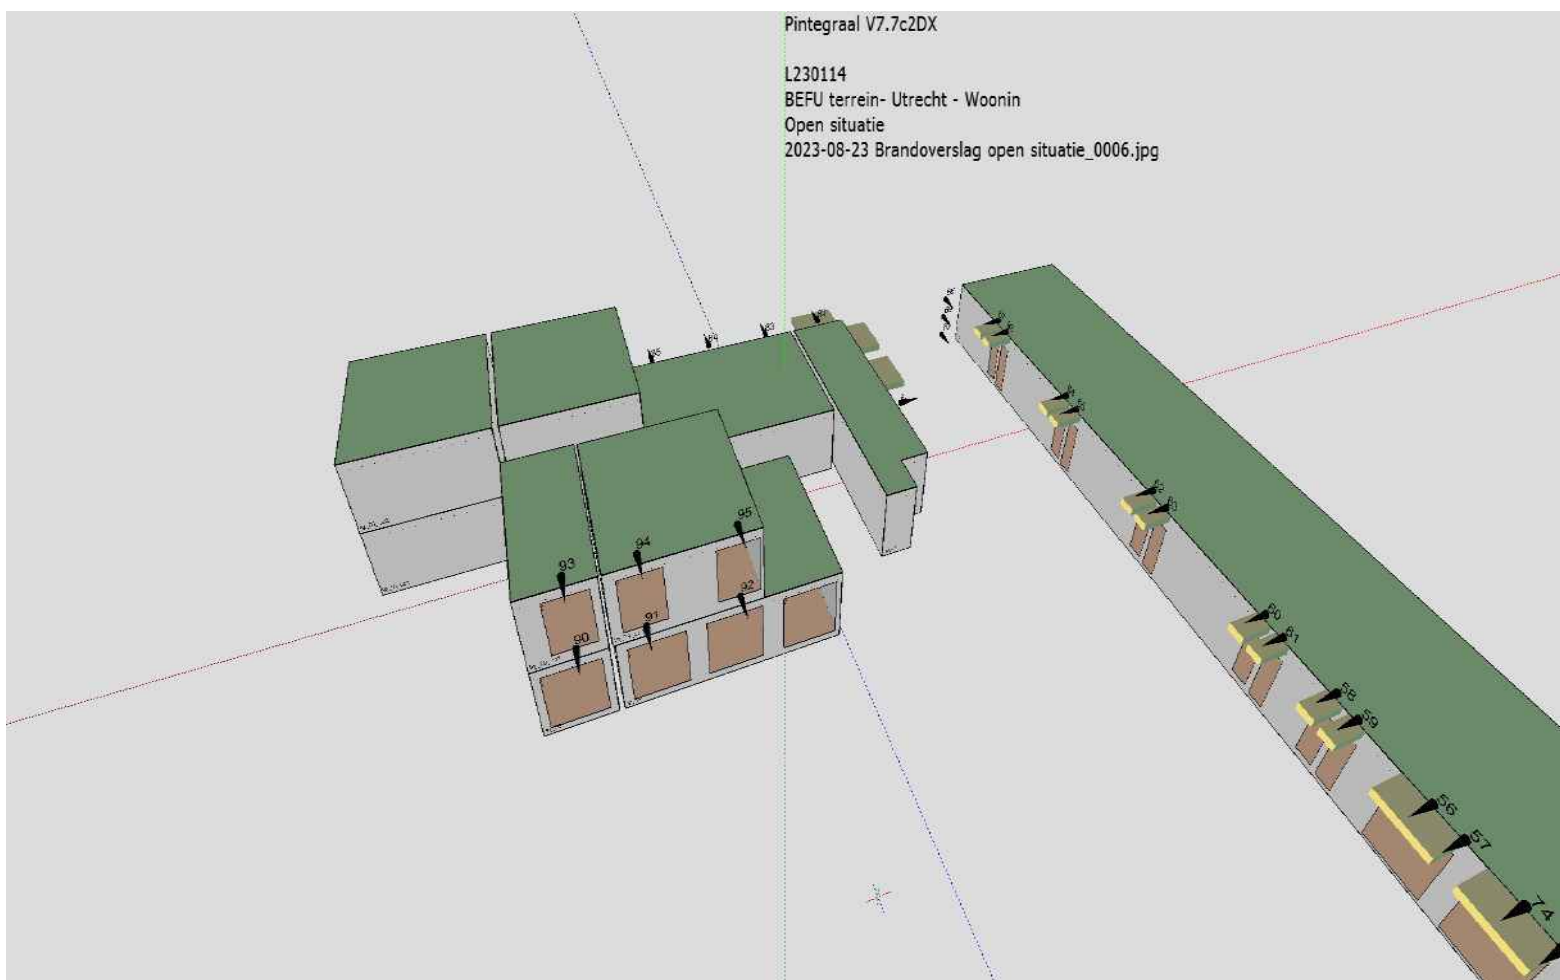 Pintegraal V7.7c2DX
L230114
BEFU terrein- Utrecht - Woonin
Open situatie
2023-08-23 Brandoverslag open situatie_0006.jpg
62
60
61
93
94
95
58
59
90
91
92
56
57
74